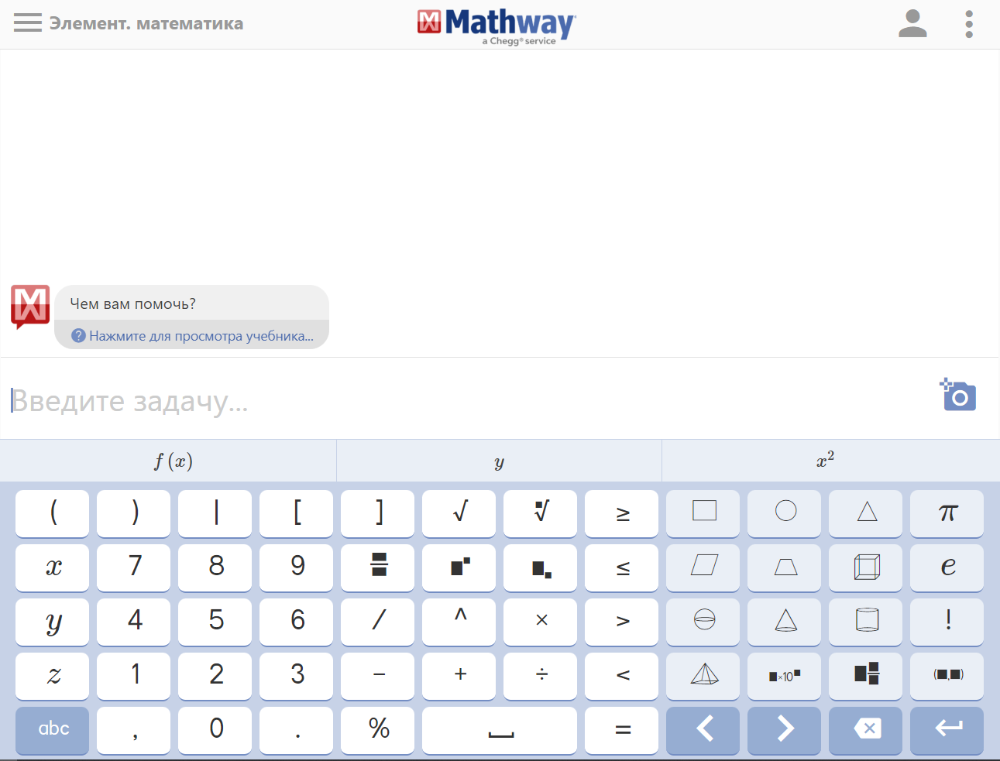 Элемент. математика
Mathway
a Chegg® service
Чем вам помочь?
? Нажмите для просмотра учебника...
Введите задачу...
f (x) y x²
( ) | [ ] √ ∛ ≥ π
x 7 8 9 ≤ e
y 4 5 6 / ^ × > !
z 1 2 3 − + ÷ < ■×10■ (■,■)
abc , 0 . % =